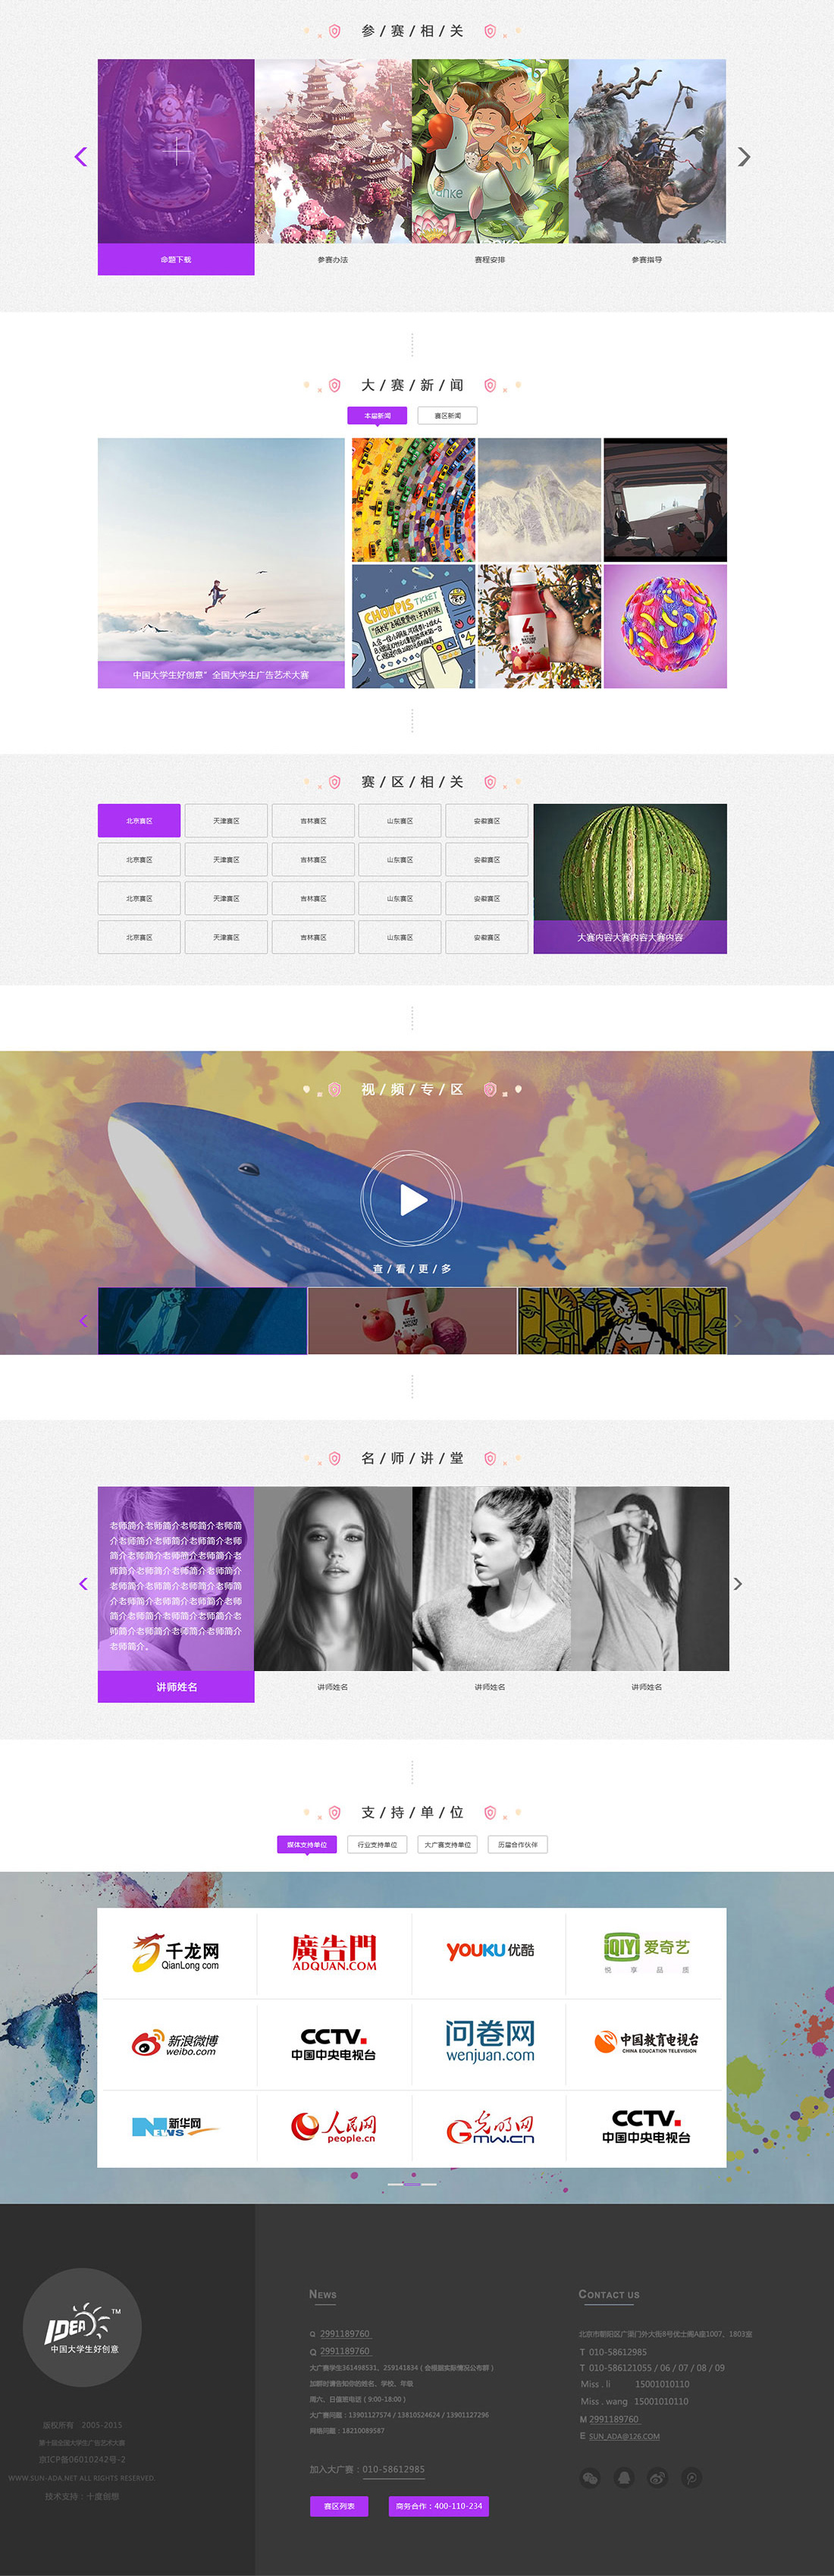 参/赛/相/关
Vanke
命题下载
参赛办法
赛程安排
参赛指导
大/赛/新/闻
本届新闻
赛区新闻
CHORPIS TICKET
4
中国大学生好创意”全国大学生广告艺术大赛
赛/区/相/关
北京赛区 天津赛区 吉林赛区 山东赛区 安徽赛区
北京赛区 天津赛区 吉林赛区 山东赛区 安徽赛区
北京赛区 天津赛区 吉林赛区 山东赛区 安徽赛区
北京赛区 天津赛区 吉林赛区 山东赛区 安徽赛区
大赛内容大赛内容大赛内容
视/频/专/区
查/看/更/多
4
名/师/讲/堂
老师简介老师简介老师简介老师简
介老师简介老师简介老师简介老师
简介老师简介老师简介老师简介老
师简介老师简介老师简介老师简介
老师简介老师简介老师简介老师简
介老师简介老师简介老师简介老师
简介老师简介老师简介老师简介老
师简介老师简介老师简介老师简介
老师简介。
讲师姓名
讲师姓名
讲师姓名
讲师姓名
支/持/单/位
媒体支持单位
行业支持单位
大广赛支持单位
历届合作伙伴
千龙网
QianLong.com
廣告門
ADQUAN.COM
YOUKU 优酷
QIY 爱奇艺
悦享品质
新浪微博
weibo.com
CCTV.
中国中央电视台
问卷网
wenjuan.com
中国教育电视台
CHINA EDUCATION TELEVISION
新华网
NEWS
人民网
people.cn
光明网
GMW.CN
CCTV.
中国中央电视台
IDEA TM
中国大学生好创意
版权所有 2005-2015
第十届全国大学生广告艺术大赛
京ICP备06010242号-2
WWW.SUN-ADA.NET ALL RIGHTS RESERVED
技术支持：十度创想
NEWS
Q 2991189760
Q 2991189760
大广赛学生361498531、259141834（会根据实际情况公布群）
加群时请告知你的姓名、学校、年级
周六、日值班电话（9:00-18:00）
大广赛问题：13901127574 / 13810524624 / 13901127296
网络问题：18210089587
加入大广赛：010-58612985
赛区列表
商务合作：400-110-234
CONTACT US
北京市朝阳区广渠门外大街8号优士阁A座1007、1803室
T 010-58612985
T 010-58621055 / 06 / 07 / 08 / 09
Miss . li 15001010110
Miss . wang 15001010110
M 2991189760
E SUN_ADA@126.COM